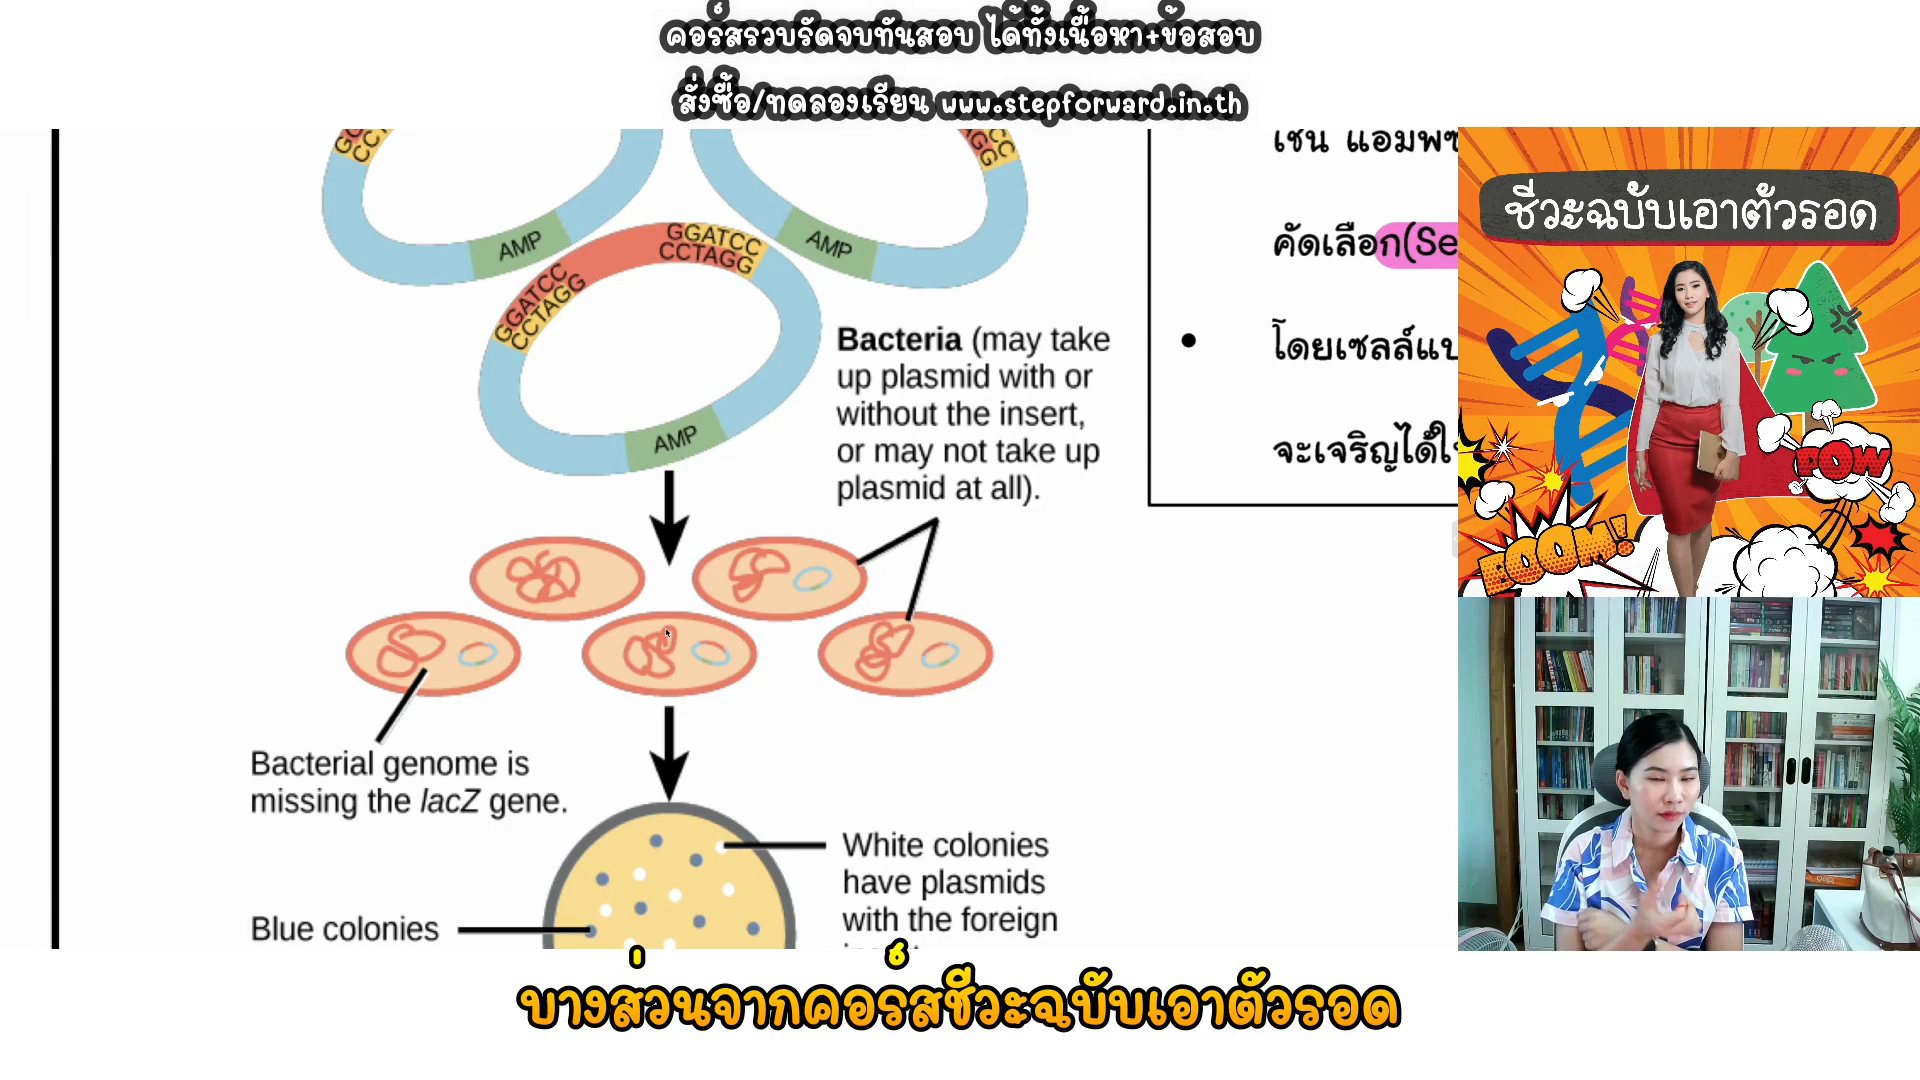 คอร์สรวบรัดจบทันสอบ ได้ทั้งเนื้อหา+ข้อสอบ
สั่งซื้อ/ทดลองเรียน www.stepforward.in.th
AMP
AMP
GGATCC
CCTAGG
GGATCC
CCTAGG
AMP
Bacteria (may take
up plasmid with or
without the insert,
or may not take up
plasmid at all).
Bacterial genome is
missing the lacZ gene.
Blue colonies
White colonies
have plasmids
with the foreign
เช่น แอมพิซ
คัดเลือก(Se
• โดยเซลล์แบ
จะเจริญได้ใ
ชีวะฉบับเอาตัวรอด
POW
BOOM!
บางส่วนจากคอร์สชีวะฉบับเอาตัวรอด